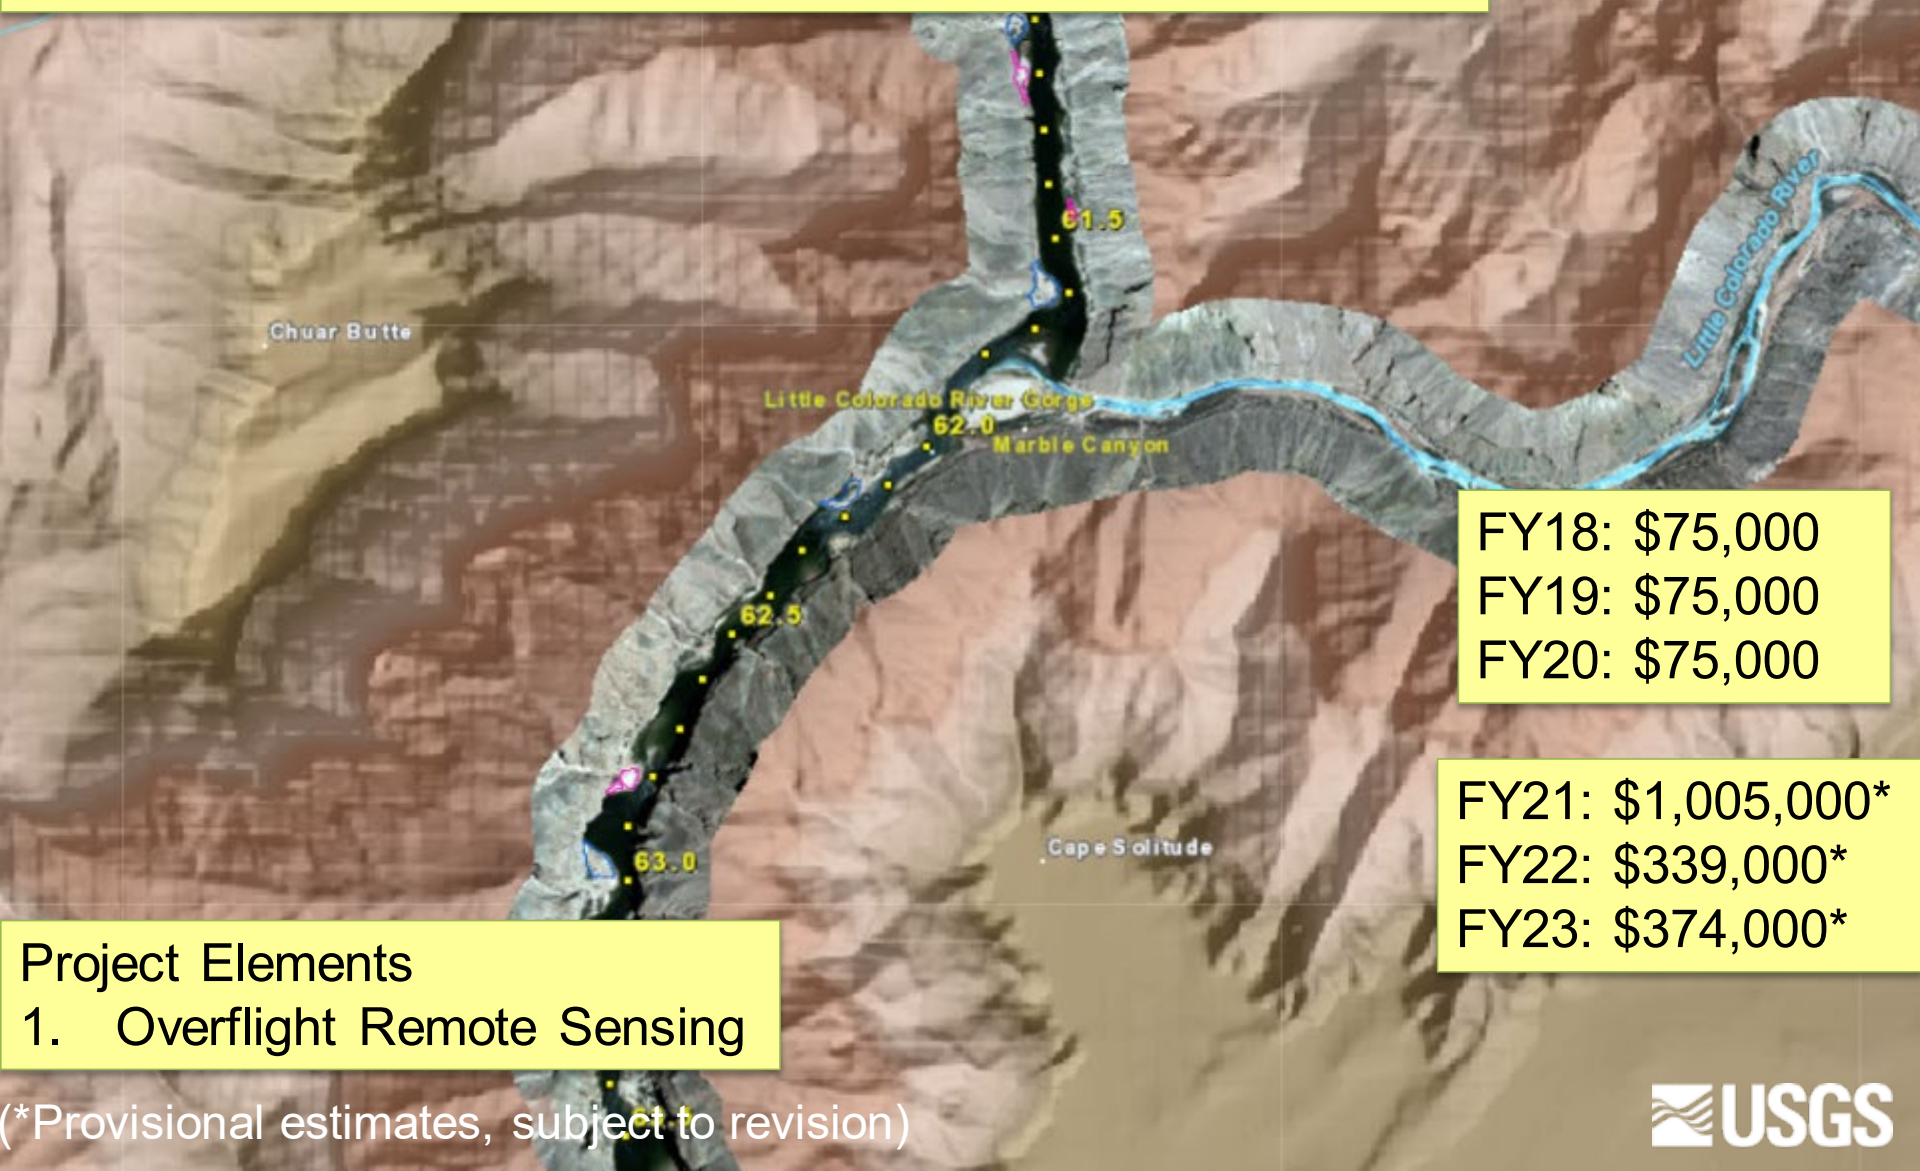 61.5
Little Colorado River
Chuar Butte
Little Colorado River Gorge
62.0
Marble Canyon
FY18: $75,000
FY19: $75,000
FY20: $75,000
62.5
FY21: $1,005,000*
FY22: $339,000*
FY23: $374,000*
Cape Solitude
63.0
Project Elements
1. Overflight Remote Sensing
(*Provisional estimates, subject to revision)
USGS